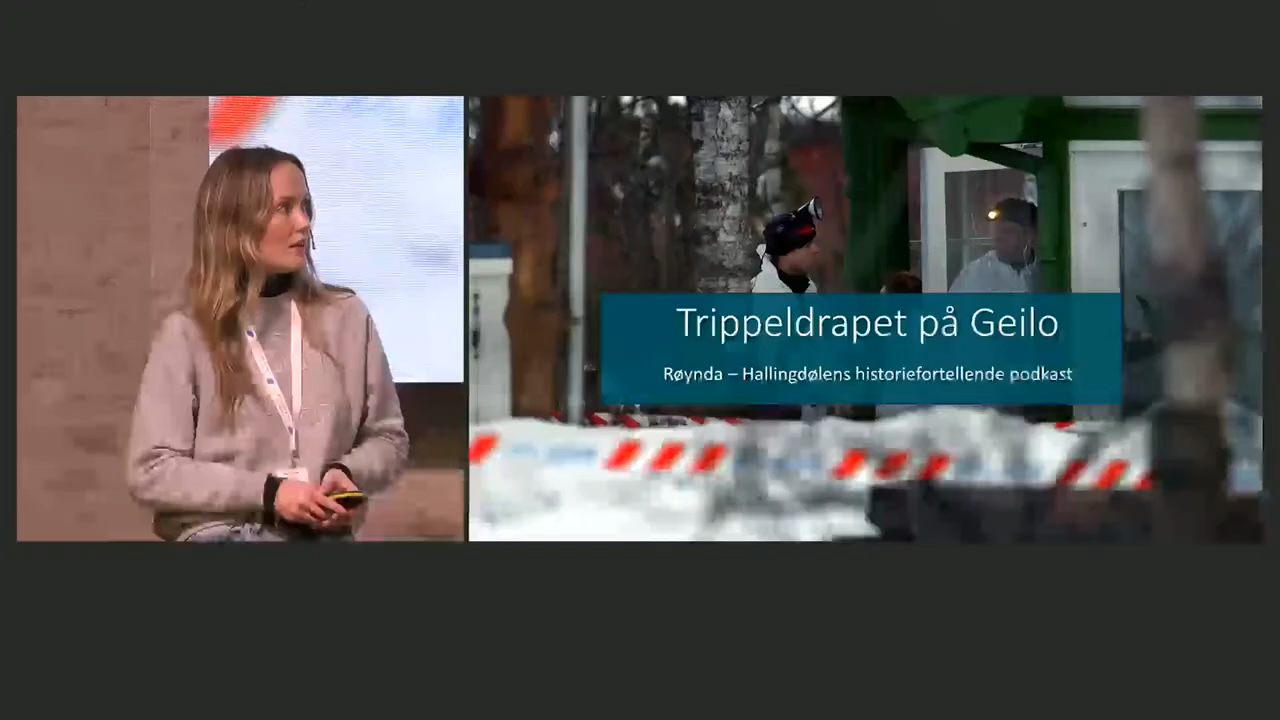 Trippeldrapet på Geilo
Røynda – Hallingdølens historiefortellende podkast